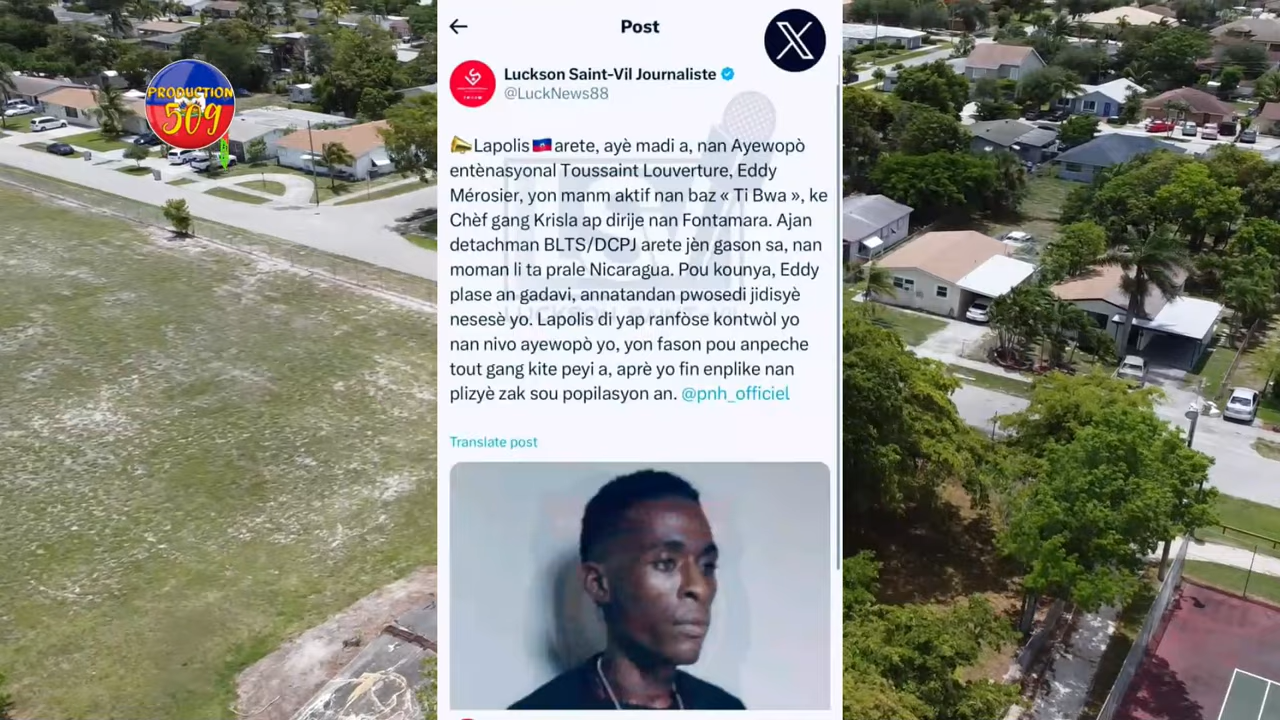 Post
PRODUCTION
509
Luckson Saint-Vil Journaliste
@LuckNews88
📣Lapolis🇭🇹arete, ayè madi a, nan Ayewopò
entènasyonal Toussaint Louverture, Eddy
Mérosier, yon manm aktif nan baz « Ti Bwa », ke
Chèf gang Krisla ap dirije nan Fontamara. Ajan
detachman BLTS/DCPJ arete jèn gason sa, nan
moman li ta prale Nicaragua. Pou kounya, Eddy
plase an gadavi, annatandan pwosedi jidisyè
nesesè yo. Lapolis di yap ranfòse kontwòl yo
nan nivo ayewopò yo, yon fason pou anpeche
tout gang kite peyi a, aprè yo fin enplike nan
plizyè zak sou popilasyon an. @pnh_officiel
Translate post